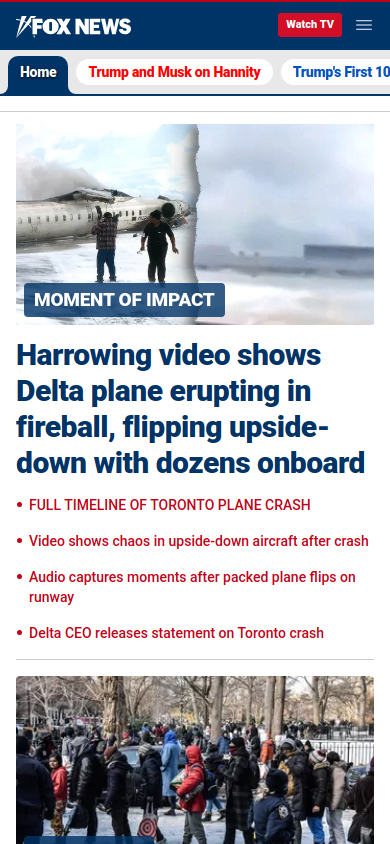 FOX NEWS
Watch TV
Home
Trump and Musk on Hannity
Trump's First 10
MOMENT OF IMPACT
Harrowing video shows
Delta plane erupting in
fireball, flipping upside-
down with dozens onboard
• FULL TIMELINE OF TORONTO PLANE CRASH
• Video shows chaos in upside-down aircraft after crash
• Audio captures moments after packed plane flips on
runway
• Delta CEO releases statement on Toronto crash